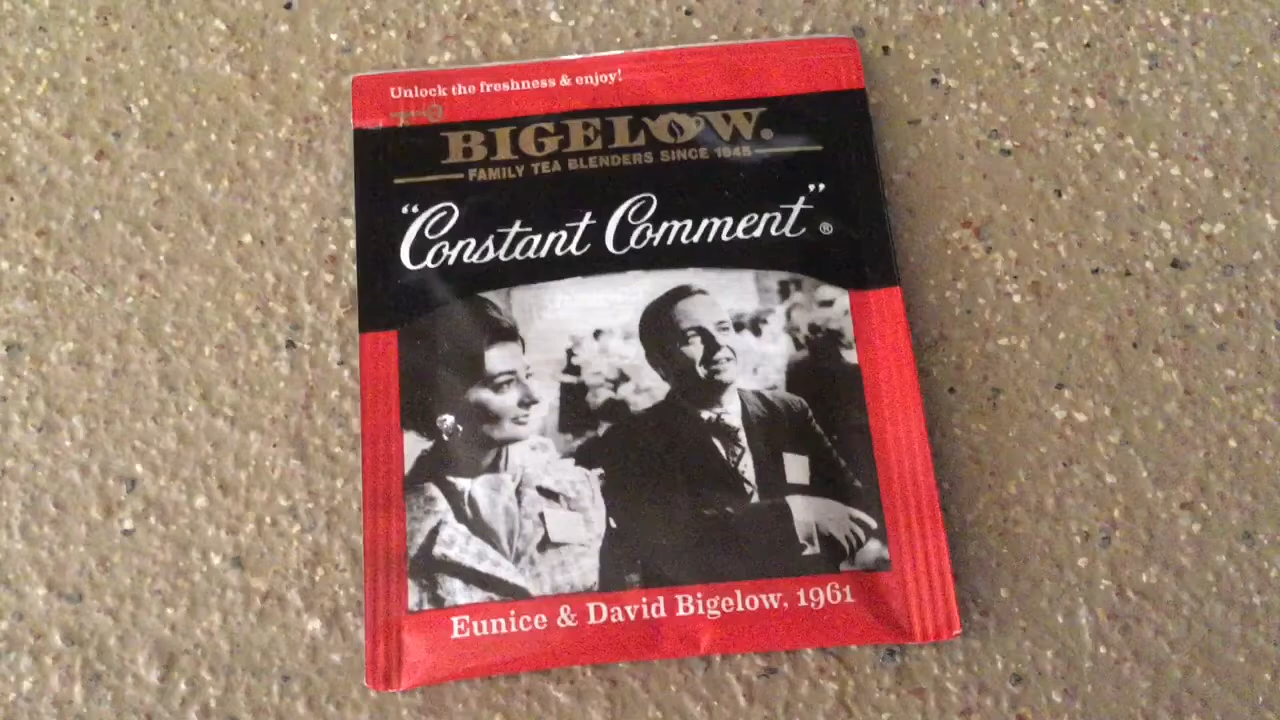 Unlock the freshness & enjoy!
BIGELOW.
FAMILY TEA BLENDERS SINCE 1945
"Constant Comment"®
Eunice & David Bigelow, 1961